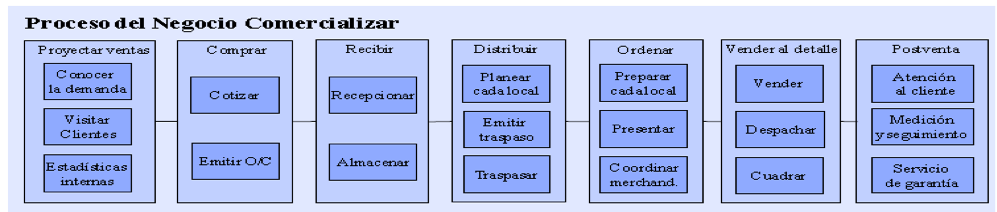 Proceso del Negocio Comercializar
Proyectar ventas
Conocer
la demanda
Visitar
Clientes
Estadísticas
internas
Comprar
Cotizar
Emitir O/C
Recibir
Recepcionar
Almacenar
Distribuir
Planear
cada local
Emitir
traspaso
Traspasar
Ordenar
Preparar
cada local
Presentar
Coordinar
merchand.
Vender al detalle
Vender
Despachar
Cuadrar
Postventa
Atención
al cliente
Medición
y seguimiento
Servicio
de garantía